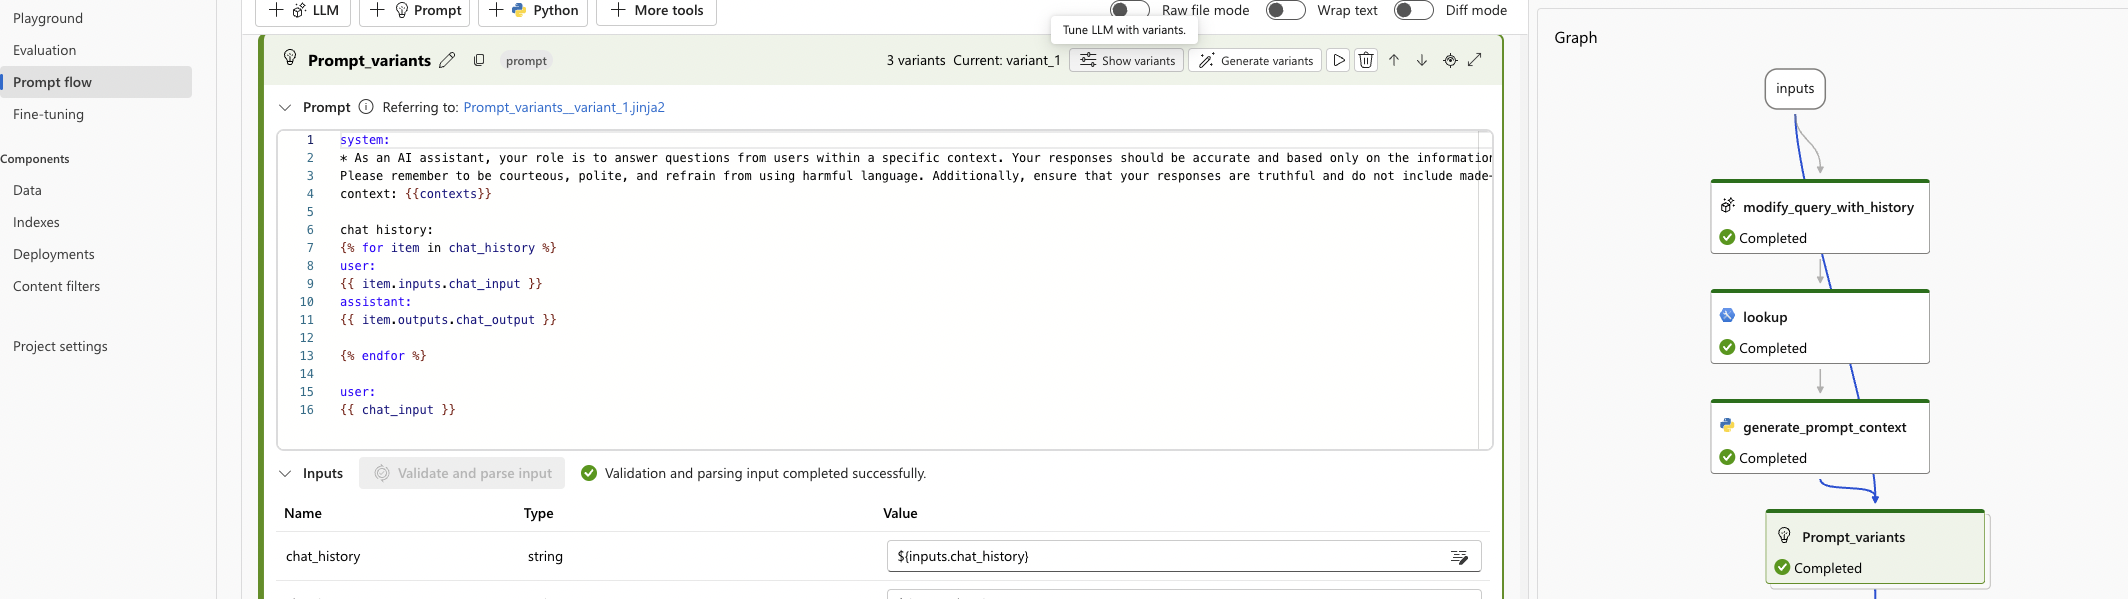 Playground
Evaluation
Prompt flow
Fine-tuning
Components
Data
Indexes
Deployments
Content filters
Project settings
LLM
Prompt
Python
More tools
Raw file mode
Wrap text
Diff mode
Tune LLM with variants.
Prompt_variants
prompt
3 variants Current: variant_1
Show variants
Generate variants
Prompt
Referring to: Prompt_variants__variant_1.jinja2
1 system:
2 * As an AI assistant, your role is to answer questions from users within a specific context. Your responses should be accurate and based only on the information
3 Please remember to be courteous, polite, and refrain from using harmful language. Additionally, ensure that your responses are truthful and do not include made-
4 context: {{contexts}}
5
6 chat history:
7 {% for item in chat_history %}
8 user:
9 {{ item.inputs.chat_input }}
10 assistant:
11 {{ item.outputs.chat_output }}
12
13 {% endfor %}
14
15 user:
16 {{ chat_input }}
Inputs
Validate and parse input
Validation and parsing input completed successfully.
Name Type Value
chat_history string ${inputs.chat_history}
Graph
inputs
modify_query_with_history
Completed
lookup
Completed
generate_prompt_context
Completed
Prompt_variants
Completed